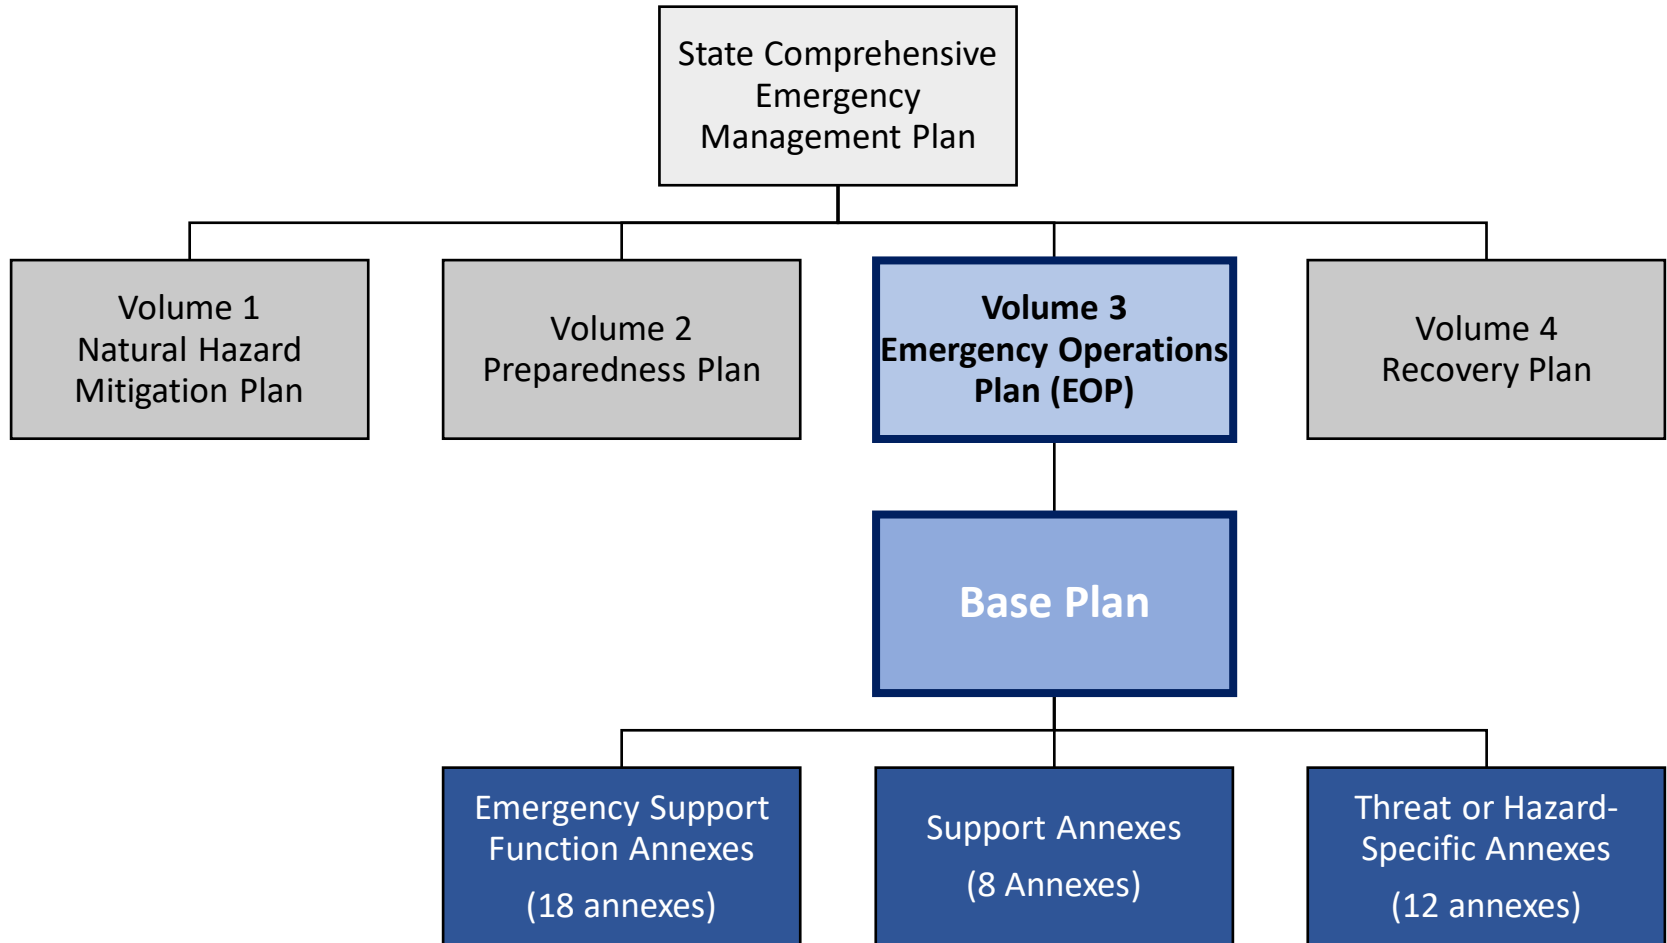 State Comprehensive
Emergency
Management Plan
Volume 1
Natural Hazard
Mitigation Plan
Volume 2
Preparedness Plan
Volume 3
Emergency Operations
Plan (EOP)
Volume 4
Recovery Plan
Base Plan
Emergency Support
Function Annexes
(18 annexes)
Support Annexes
(8 Annexes)
Threat or Hazard-
Specific Annexes
(12 annexes)